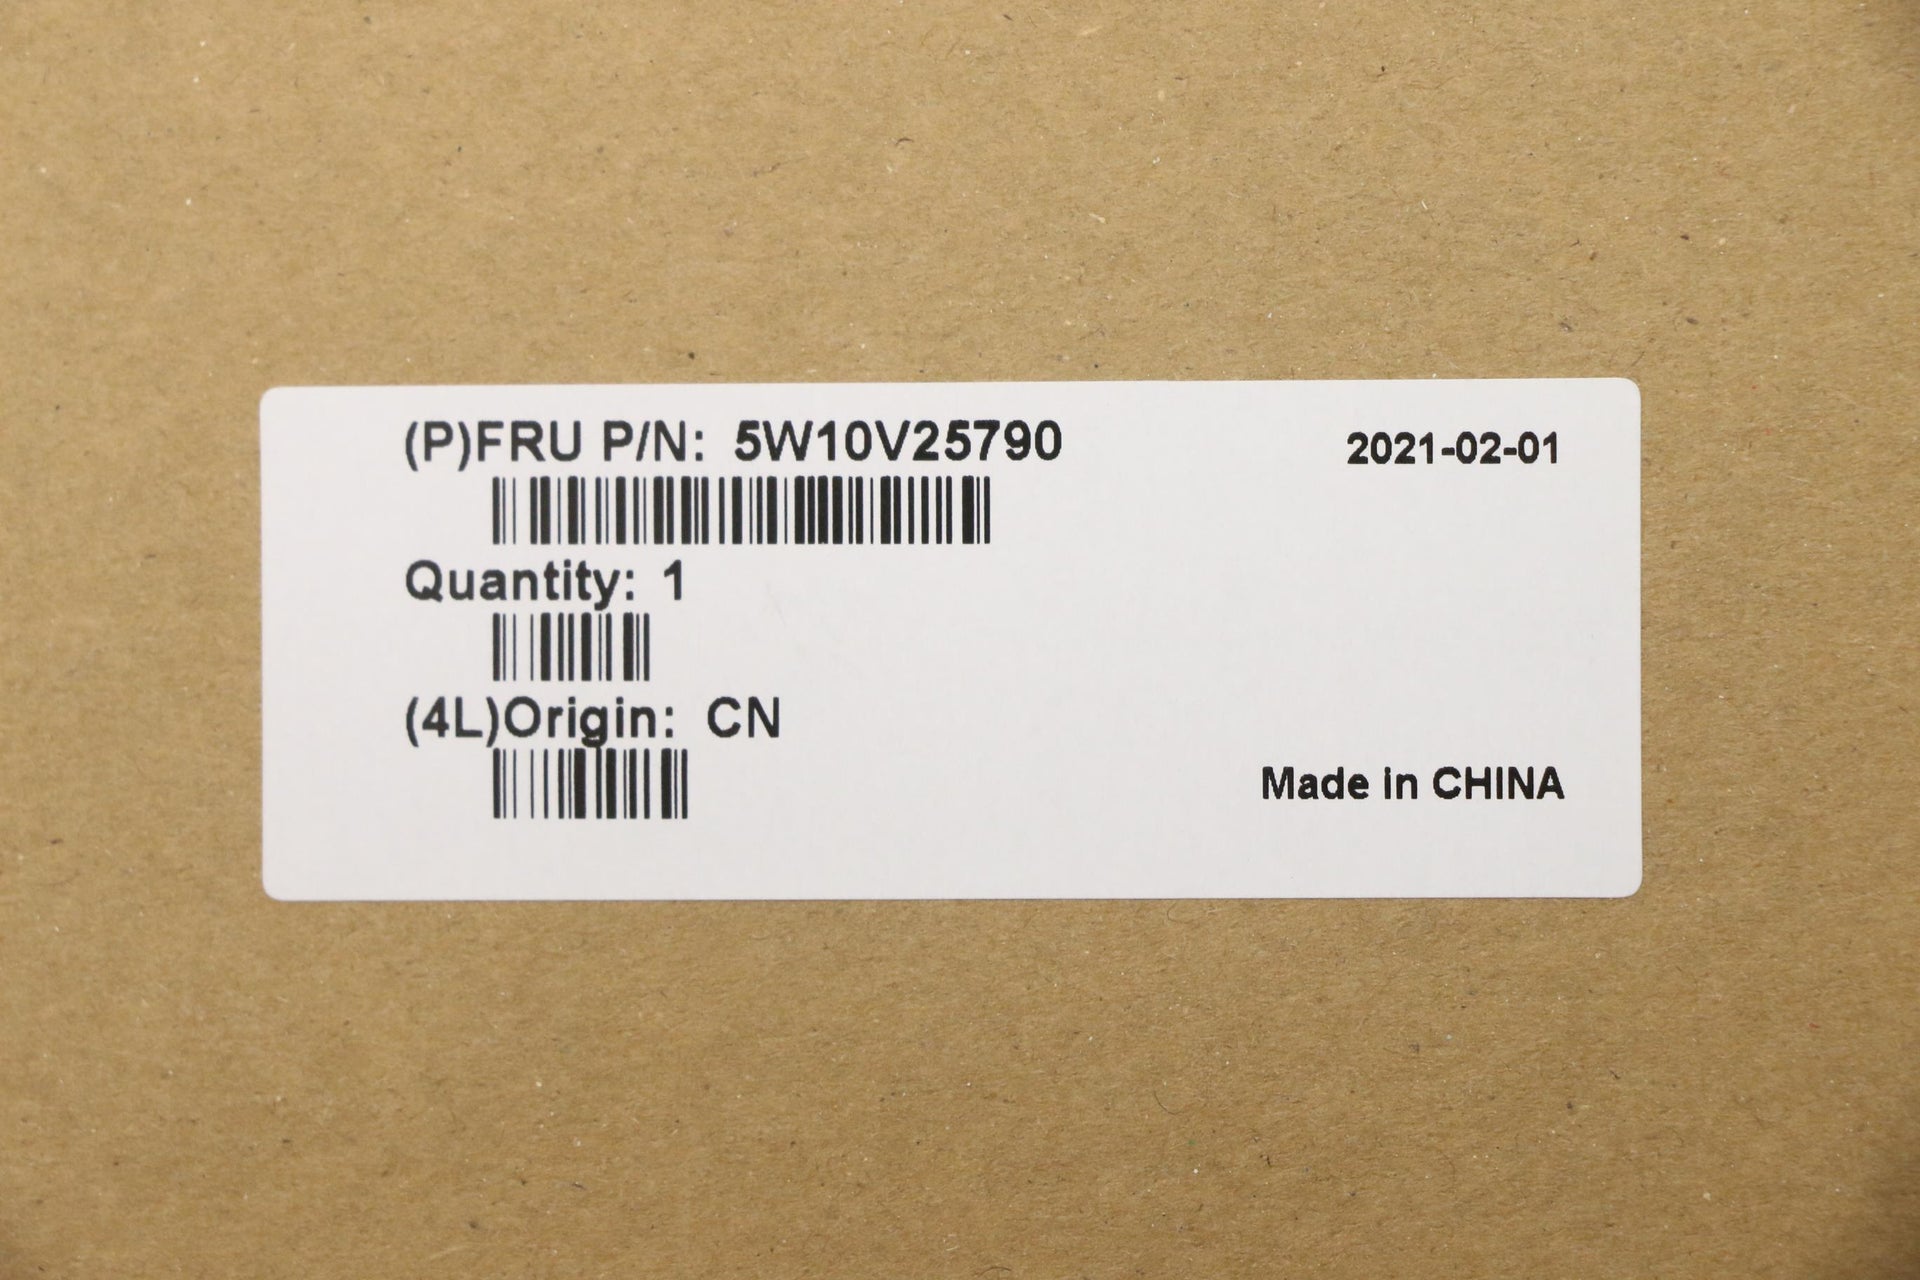 (P)FRU P/N: 5W10V25790
2021-02-01
Quantity: 1
(4L)Origin: CN
Made in CHINA